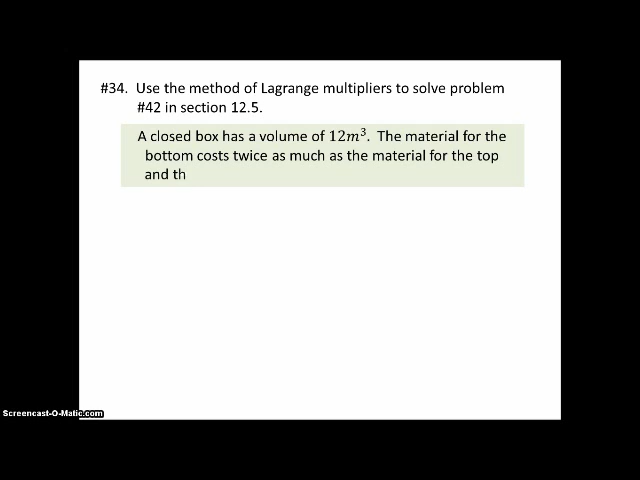 #34. Use the method of Lagrange multipliers to solve problem
#42 in section 12.5.
A closed box has a volume of 12m³. The material for the
bottom costs twice as much as the material for the top
and th
Screencast-O-Matic.com